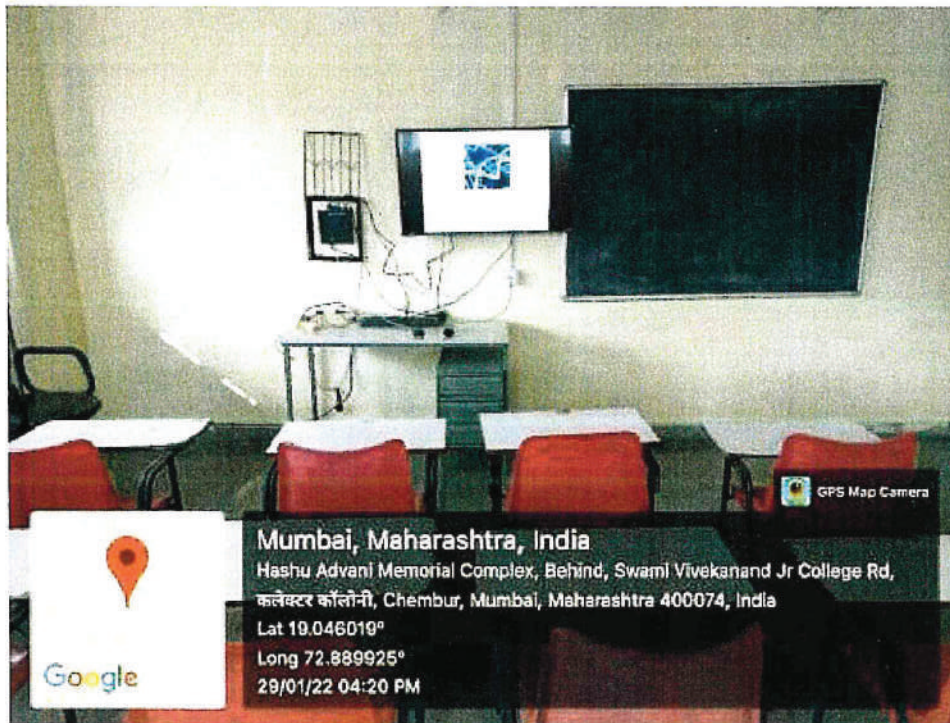 GPS Map Camera
Mumbai, Maharashtra, India
Hashu Advani Memorial Complex, Behind, Swami Vivekanand Jr College Rd,
कलेक्टर कॉलोनी, Chembur, Mumbai, Maharashtra 400074, India
Lat 19.046019°
Long 72.889925°
29/01/22 04:20 PM
Google